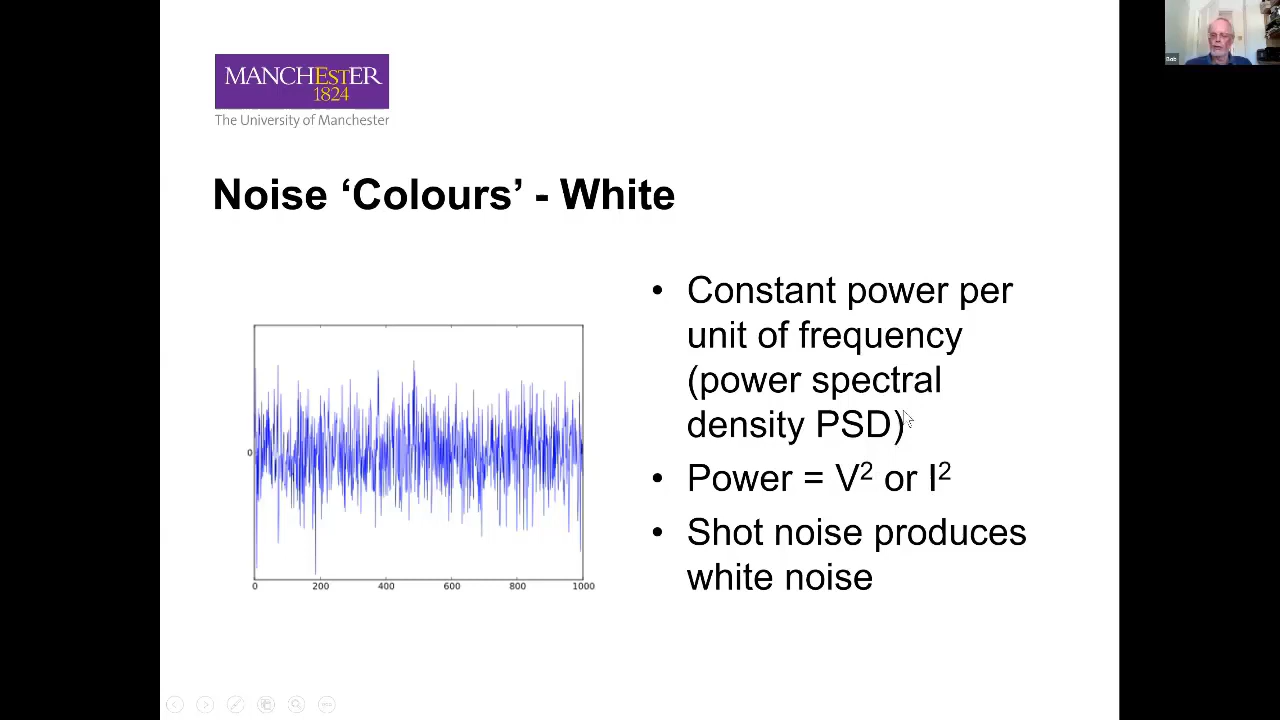 Bob
MANCHESTER
1824
The University of Manchester
Noise ‘Colours’ - White
• Constant power per
unit of frequency
(power spectral
density PSD)
• Power = V² or I²
• Shot noise produces
white noise
0
0 200 400 600 800 1000